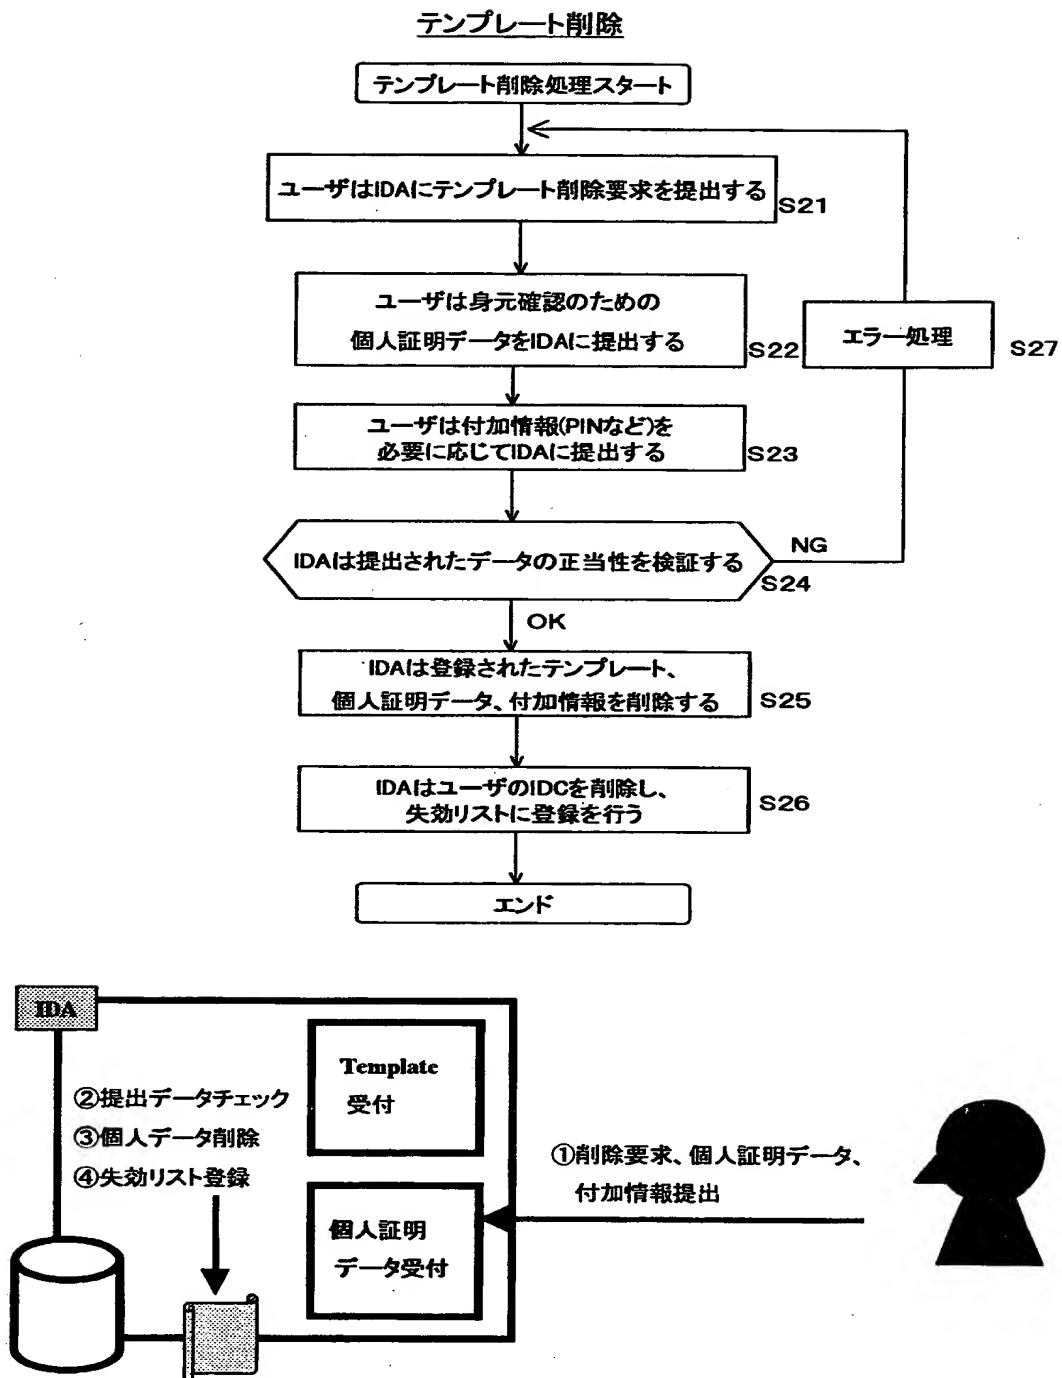 テンプレート削除
テンプレート削除処理スタート
ユーザはIDAにテンプレート削除要求を提出する
S21
ユーザは身元確認のための
個人証明データをIDAに提出する
S22
エラー処理
S27
ユーザは付加情報(PINなど)を
必要に応じてIDAに提出する
S23
IDAは提出されたデータの正当性を検証する
NG
S24
OK
IDAは登録されたテンプレート、
個人証明データ、付加情報を削除する
S25
IDAはユーザのIDCを削除し、
失効リストに登録を行う
S26
エンド
IDA
Template
受付
②提出データチェック
③個人データ削除
④失効リスト登録
①削除要求、個人証明データ、
付加情報提出
個人証明
データ受付